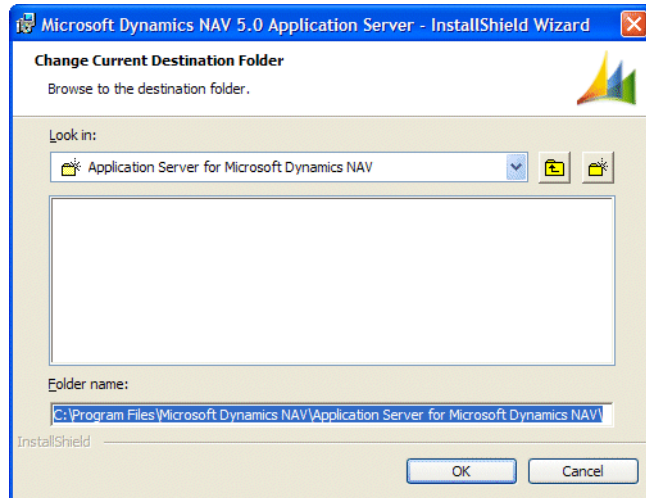 Microsoft Dynamics NAV 5.0 Application Server - InstallShield Wizard
Change Current Destination Folder
Browse to the destination folder.
Look in:
Application Server for Microsoft Dynamics NAV
Folder name:
C:\Program Files\Microsoft Dynamics NAV\Application Server for Microsoft Dynamics NAV\
InstallShield
OK
Cancel